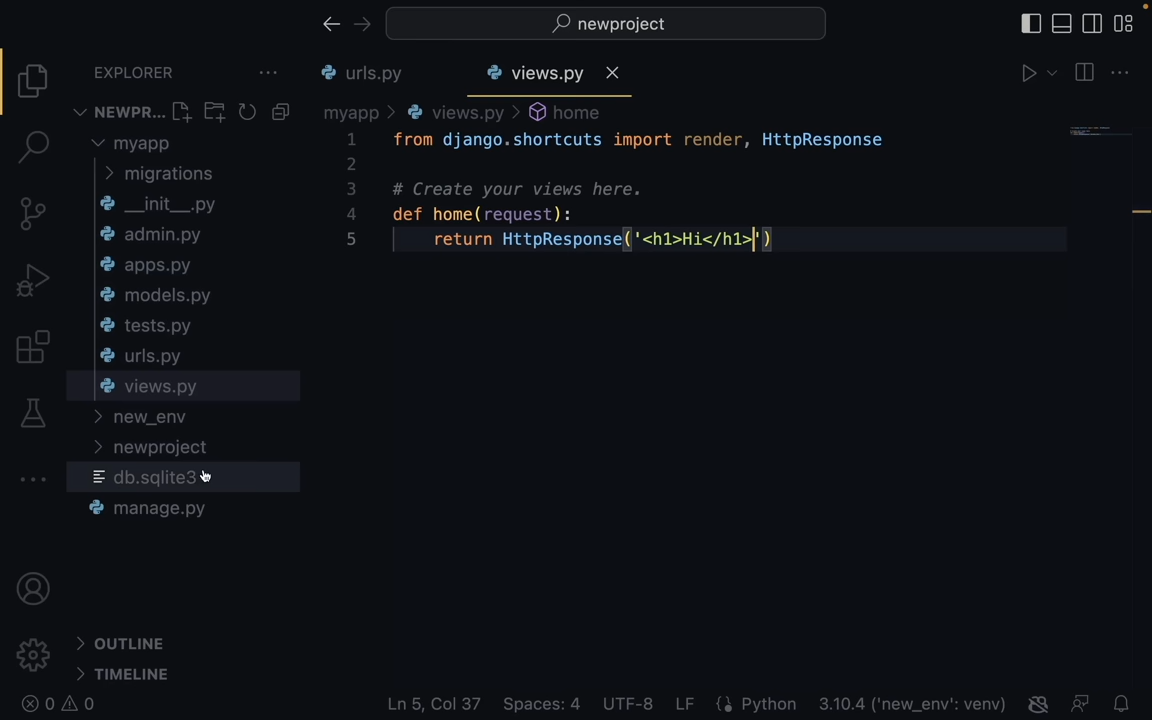 newproject
EXPLORER
urls.py
views.py
NEWPR...
myapp > views.py > home
myapp
migrations
__init__.py
admin.py
apps.py
models.py
tests.py
urls.py
views.py
new_env
newproject
db.sqlite3
manage.py
OUTLINE
TIMELINE
1 from django.shortcuts import render, HttpResponse
2
3 # Create your views here.
4 def home(request):
5 return HttpResponse('<h1>Hi</h1>')
0 0 Ln 5, Col 37 Spaces: 4 UTF-8 LF {} Python 3.10.4 ('new_env': venv)